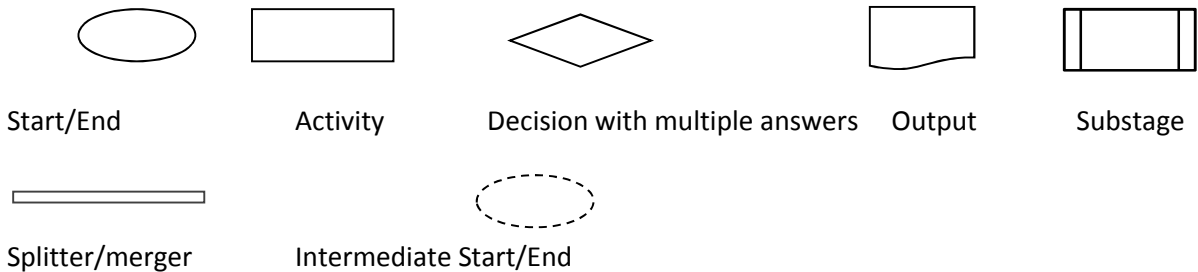 Start/End Activity Decision with multiple answers Output Substage
Splitter/merger Intermediate Start/End